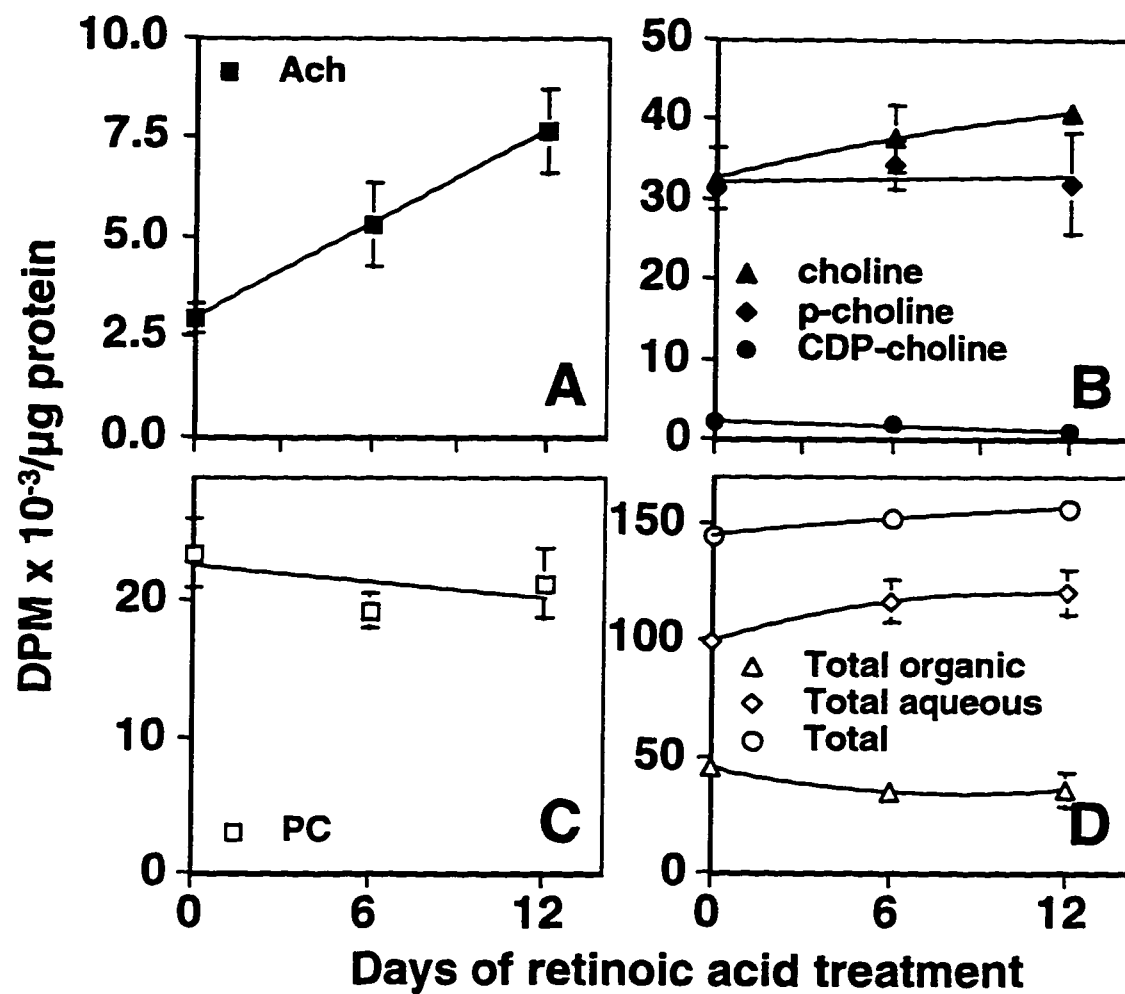 DPM x 10⁻³/µg protein
10.0
7.5
5.0
2.5
0.0
Ach
A
50
40
30
20
10
0
choline
p-choline
CDP-choline
B
20
10
0
PC
C
0
6
12
150
100
50
0
Total organic
Total aqueous
Total
D
0
6
12
Days of retinoic acid treatment